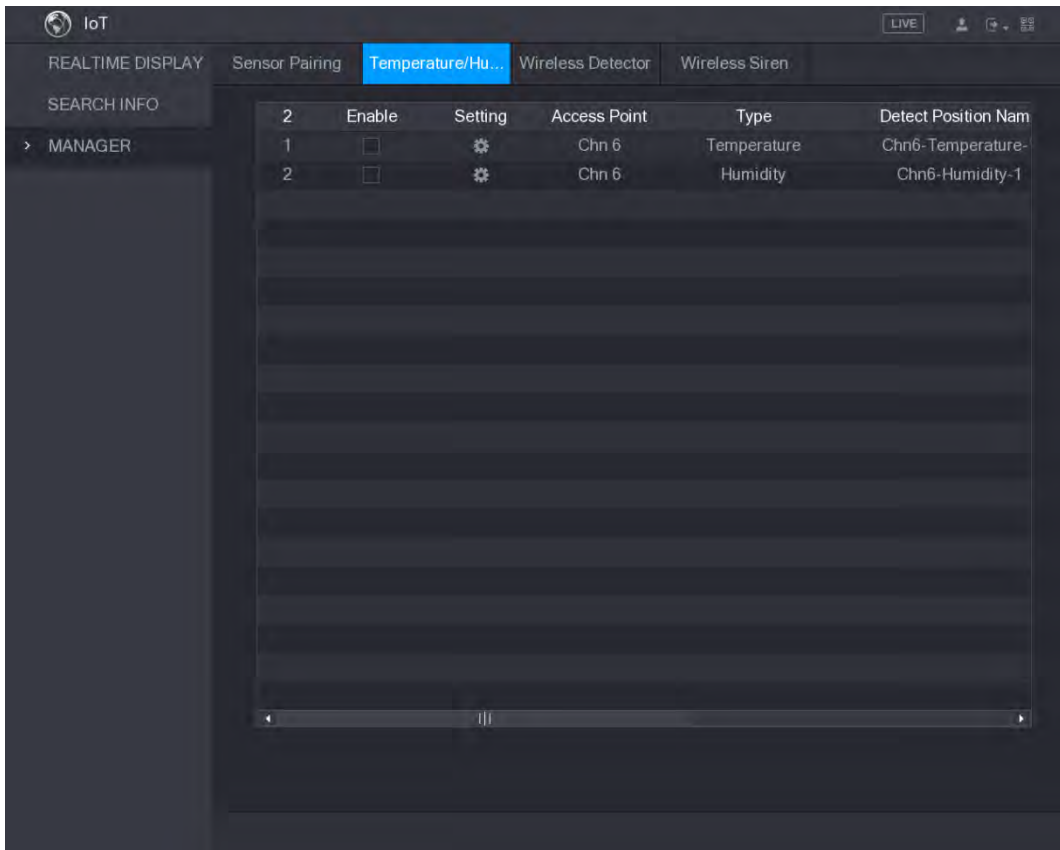 IoT
LIVE
REALTIME DISPLAY
SEARCH INFO
MANAGER
Sensor Pairing Temperature/Hu... Wireless Detector Wireless Siren
2 Enable Setting Access Point Type Detect Position Nam
1 Chn 6 Temperature Chn6-Temperature-
2 Chn 6 Humidity Chn6-Humidity-1